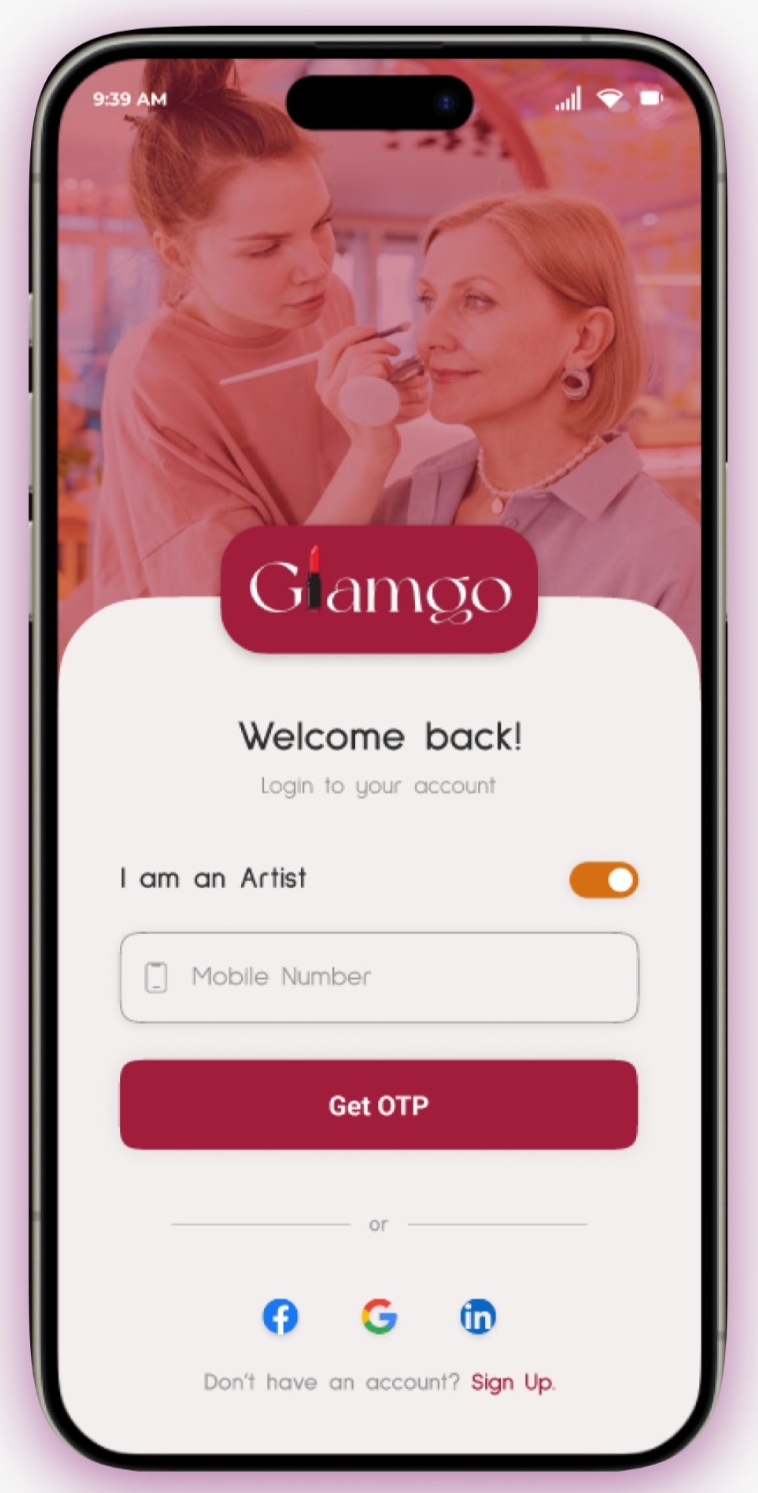 9:39 AM
Glamgo
Welcome back!
Login to your account
I am an Artist
Mobile Number
Get OTP
or
Don't have an account? Sign Up.